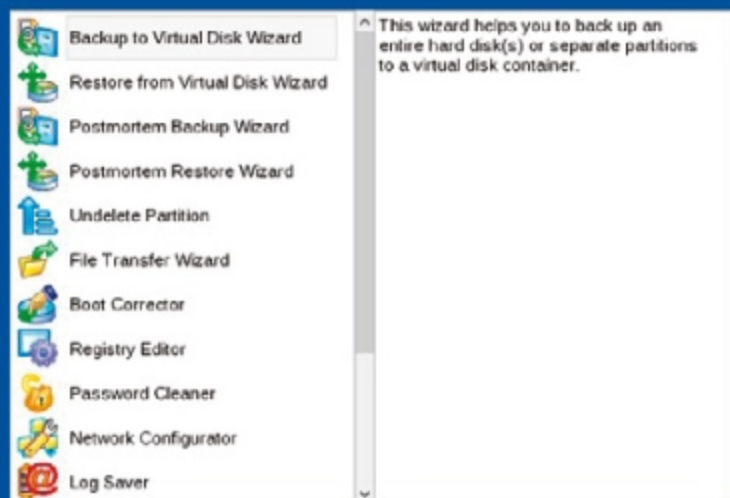 Backup to Virtual Disk Wizard
Restore from Virtual Disk Wizard
Postmortem Backup Wizard
Postmortem Restore Wizard
Undelete Partition
File Transfer Wizard
Boot Corrector
Registry Editor
Password Cleaner
Network Configurator
Log Saver
This wizard helps you to back up an
entire hard disk(s) or separate partitions
to a virtual disk container.